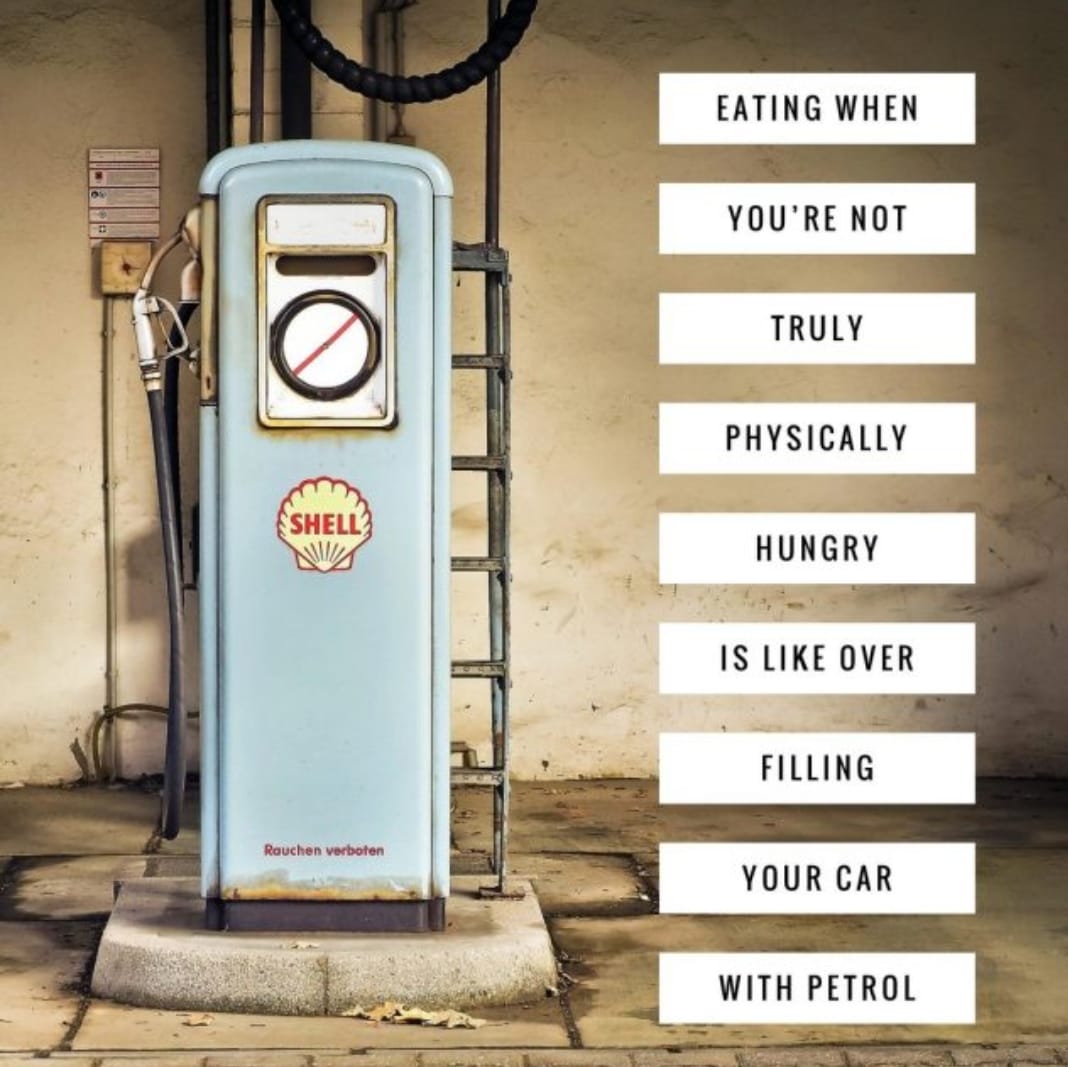 EATING WHEN
YOU'RE NOT
TRULY
PHYSICALLY
HUNGRY
IS LIKE OVER
FILLING
YOUR CAR
WITH PETROL
SHELL
Rauchen verboten